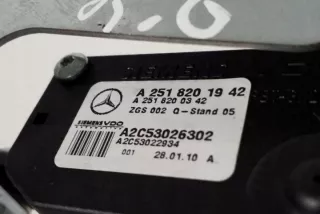 A 251 820 19 42
A 251 820 03 42
ZGS 002 Q-Stand 05
SIEMENS VDO
A2C53026302
A2C53022934
001 28.01.10 A